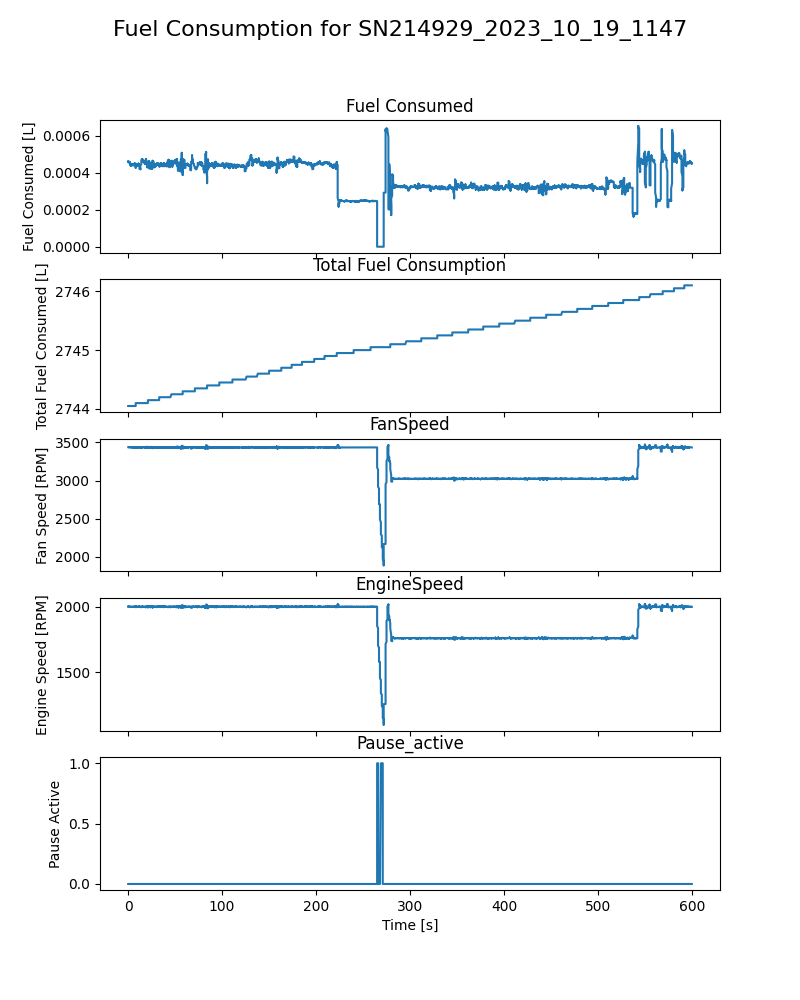 Fuel Consumption for SN214929_2023_10_19_1147
Fuel Consumed
Fuel Consumed [L]
0.0006
0.0004
0.0002
0.0000
Total Fuel Consumption
Total Fuel Consumed [L]
2746
2745
2744
FanSpeed
Fan Speed [RPM]
3500
3000
2500
2000
EngineSpeed
Engine Speed [RPM]
2000
1500
Pause_active
Pause Active
1.0
0.5
0.0
0 100 200 300 400 500 600
Time [s]